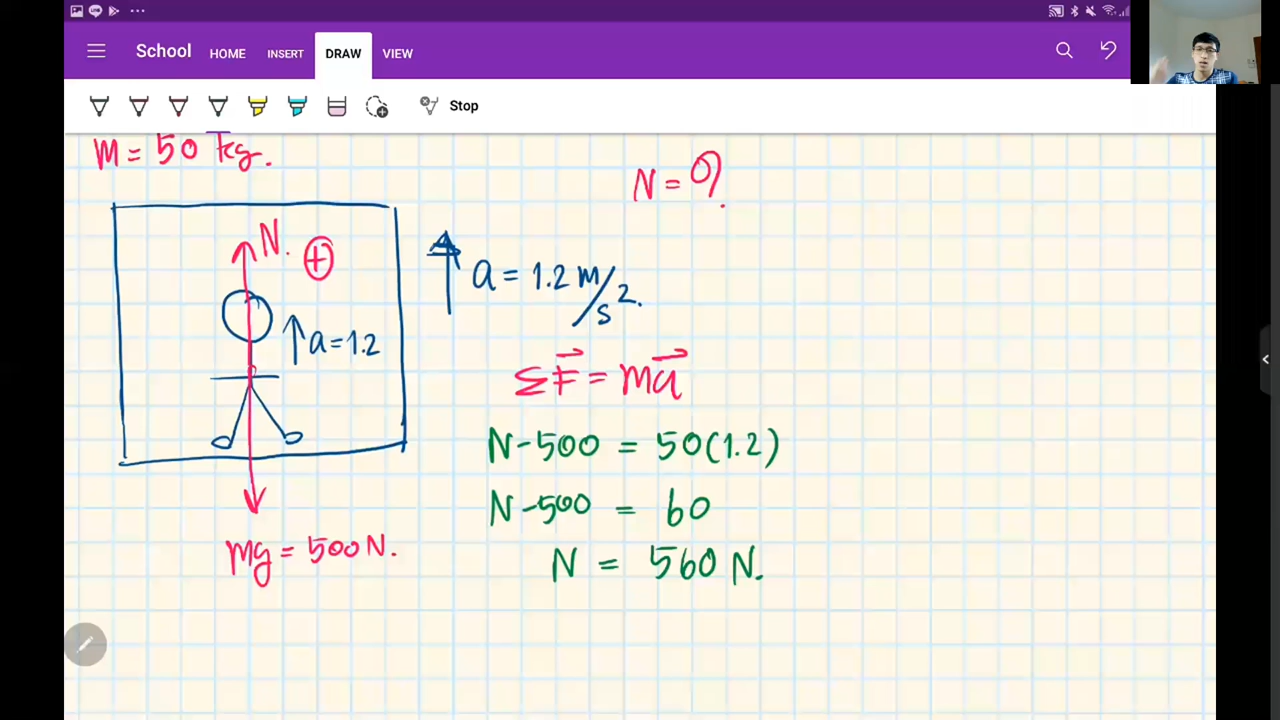 School HOME INSERT DRAW VIEW
Stop
m = 50 kg.
N = ?
N. +
a = 1.2 m/s².
a = 1.2
ΣF⃗ = ma⃗
N - 500 = 50(1.2)
N - 500 = 60
mg = 500 N.
N = 560 N.